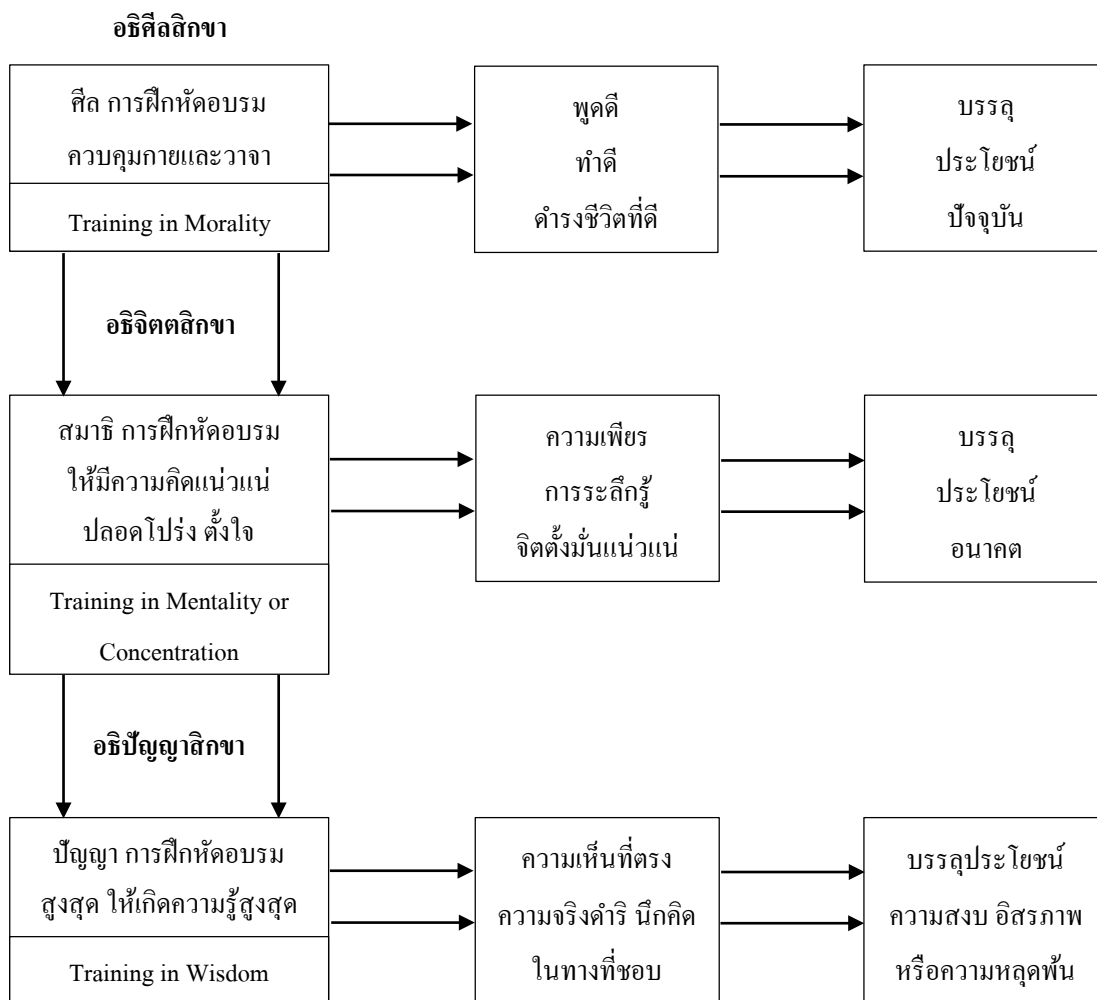 อธิศีลสิกขา
ศีล การฝึกหัดอบรม
ควบคุมกายและวาจา
Training in Morality
พูดดี
ทำดี
ดำรงชีวิตที่ดี
บรรลุ
ประโยชน์
ปัจจุบัน
อธิจิตตสิกขา
สมาธิ การฝึกหัดอบรม
ให้มีความคิดแน่วแน่
ปลอดโปร่ง ตั้งใจ
Training in Mentality or
Concentration
ความเพียร
การระลึกรู้
จิตตั้งมั่นแน่วแน่
บรรลุ
ประโยชน์
อนาคต
อธิปัญญาสิกขา
ปัญญา การฝึกหัดอบรม
สูงสุด ให้เกิดความรู้สูงสุด
Training in Wisdom
ความเห็นที่ตรง
ความจริงดำริ นึกคิด
ในทางที่ชอบ
บรรลุประโยชน์
ความสงบ อิสรภาพ
หรือความหลุดพ้น